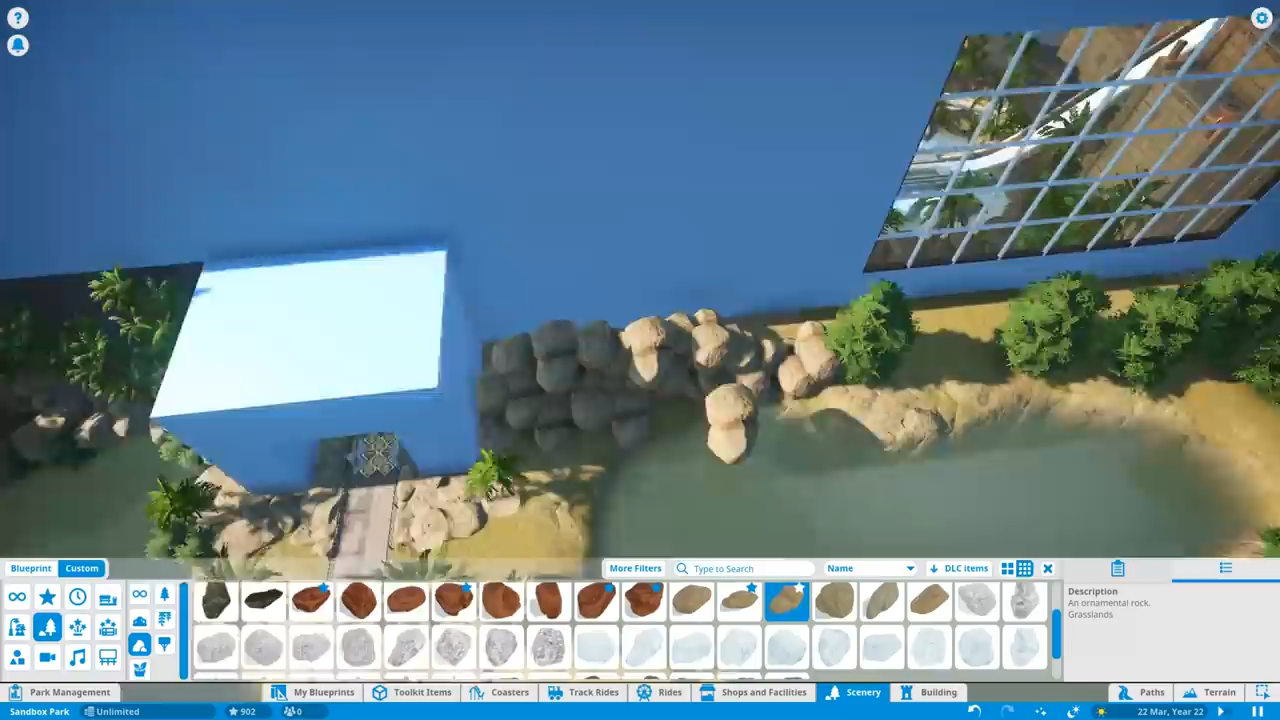 ?
Blueprint
Custom
More Filters
Type to Search
Name
DLC items
Description
An ornamental rock.
Grasslands
Park Management
My Blueprints
Toolkit Items
Coasters
Track Rides
Rides
Shops and Facilities
Scenery
Building
Paths
Terrain
Sandbox Park
Unlimited
902
0
22 Mar, Year 22